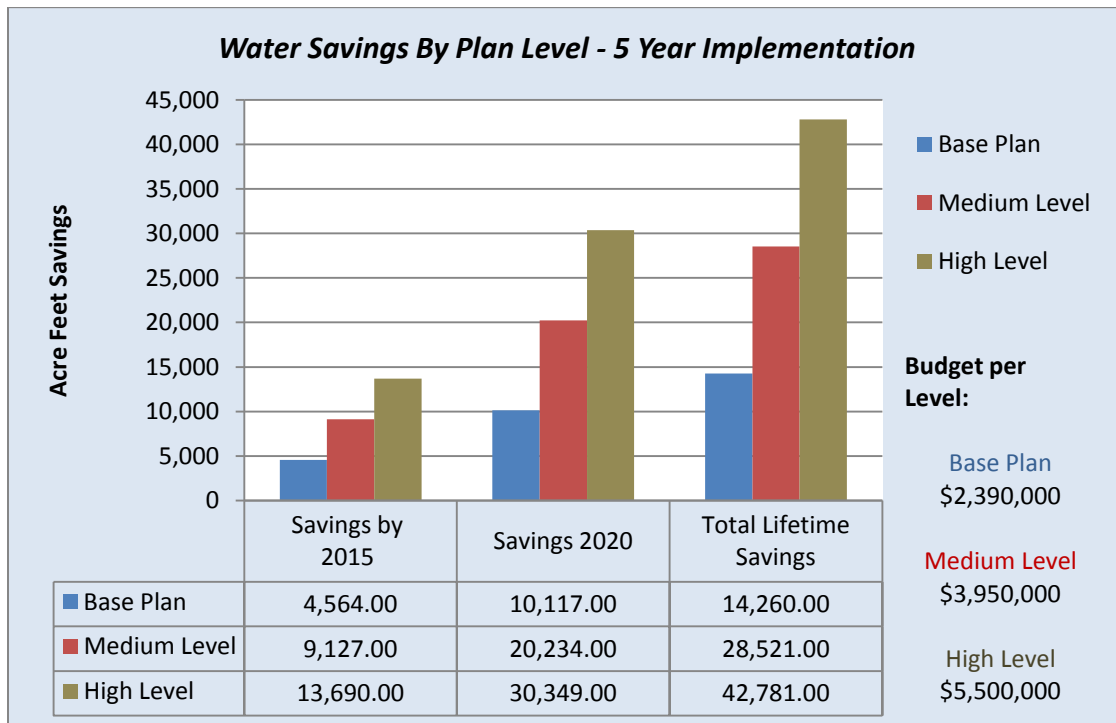 Water Savings By Plan Level - 5 Year Implementation
Acre Feet Savings
45,000
40,000
35,000
30,000
25,000
20,000
15,000
10,000
5,000
0
Base Plan
Medium Level
High Level
Budget per
Level:
Base Plan
$2,390,000
Medium Level
$3,950,000
High Level
$5,500,000
Savings by
2015
Savings 2020
Total Lifetime
Savings
Base Plan 4,564.00 10,117.00 14,260.00
Medium Level 9,127.00 20,234.00 28,521.00
High Level 13,690.00 30,349.00 42,781.00